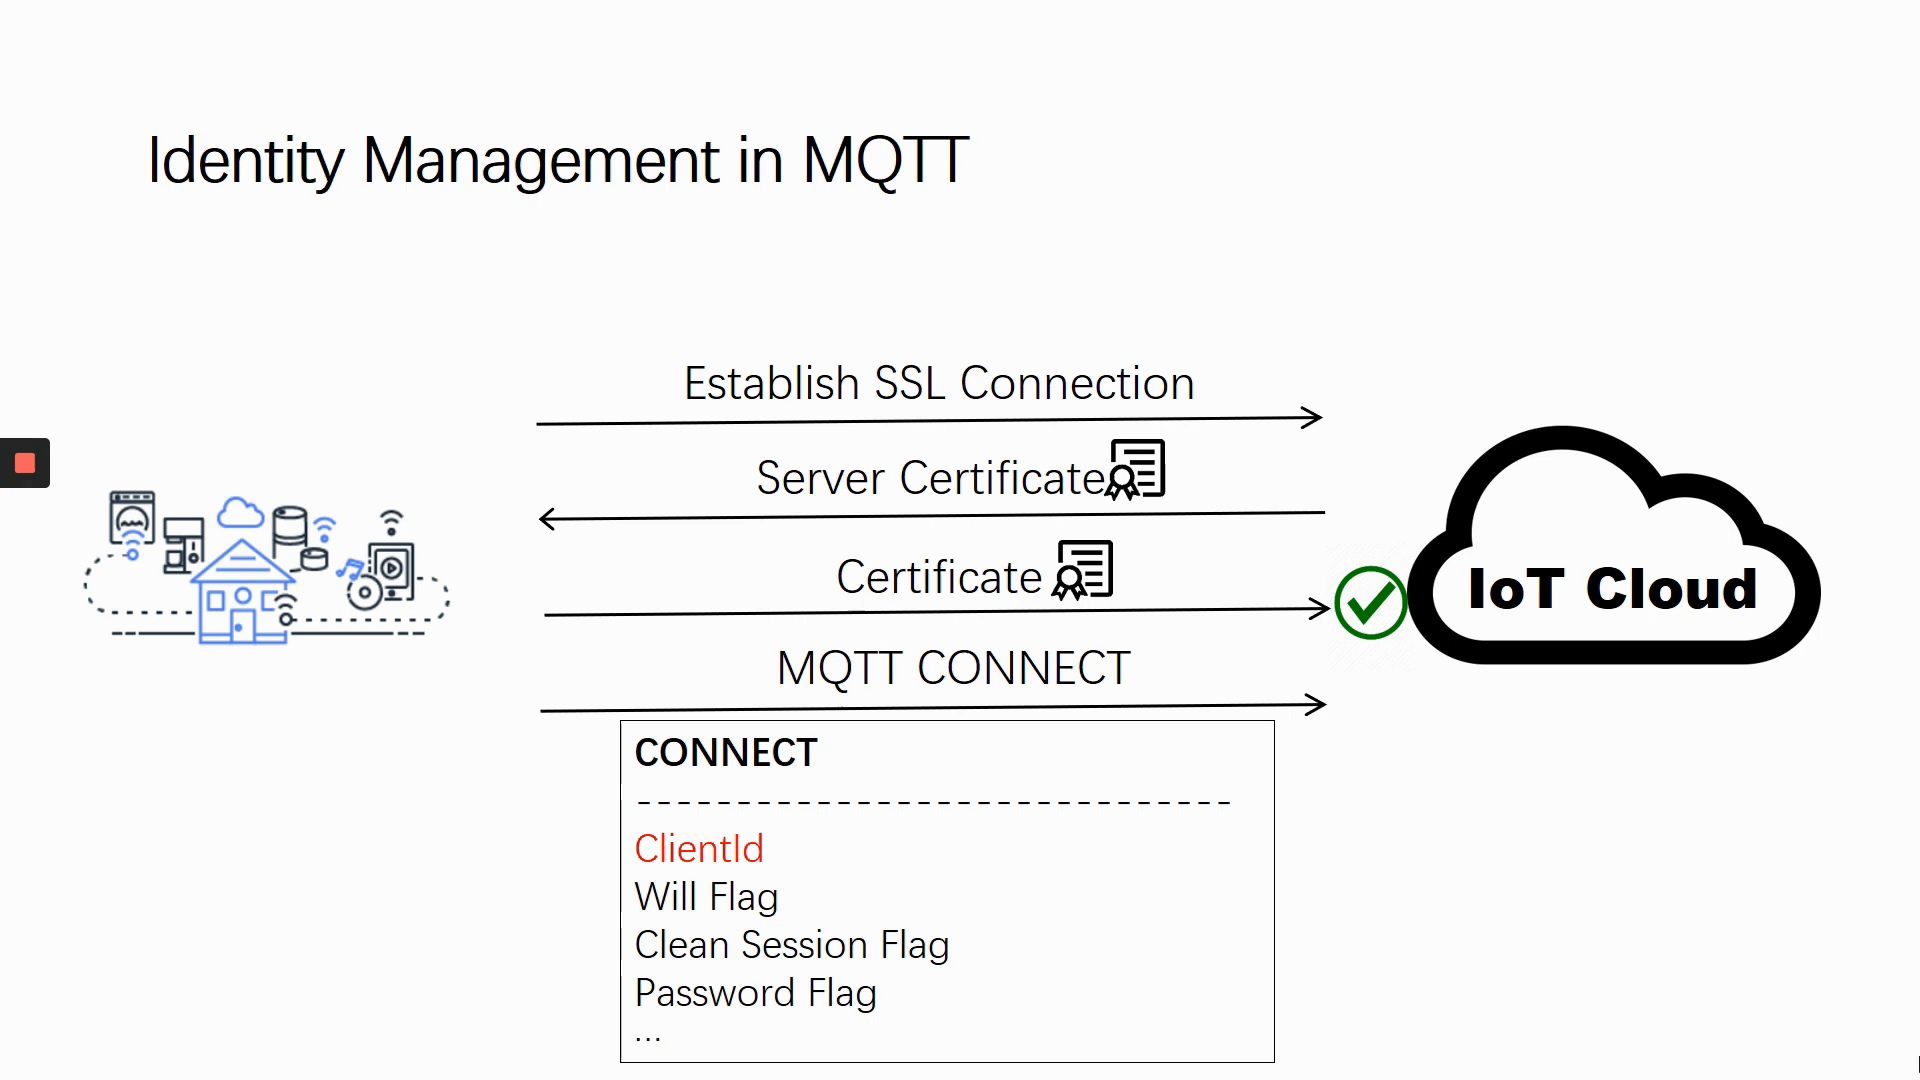 Identity Management in MQTT
Establish SSL Connection
Server Certificate
Certificate
IoT Cloud
MQTT CONNECT
CONNECT
------------------------------
ClientId
Will Flag
Clean Session Flag
Password Flag
...